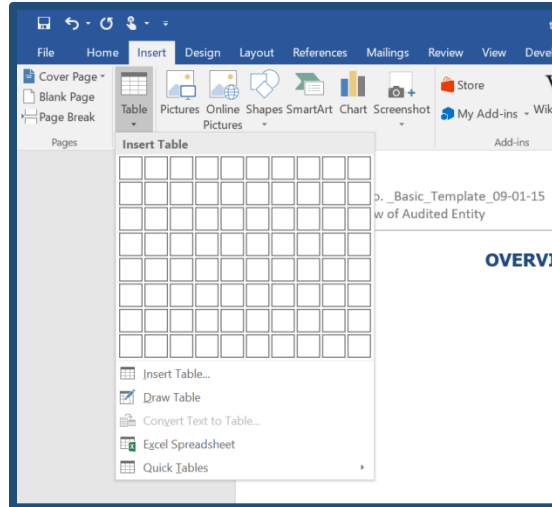 File Home Insert Design Layout References Mailings Review View Deve
Cover Page
Blank Page
Page Break
Pages
Table
Pictures
Online Pictures
Shapes
SmartArt
Chart
Screenshot
Store
My Add-ins
Wik
Add-ins
Insert Table
o. _Basic_Template_09-01-15
w of Audited Entity
OVERVI
Insert Table...
Draw Table
Convert Text to Table...
Excel Spreadsheet
Quick Tables